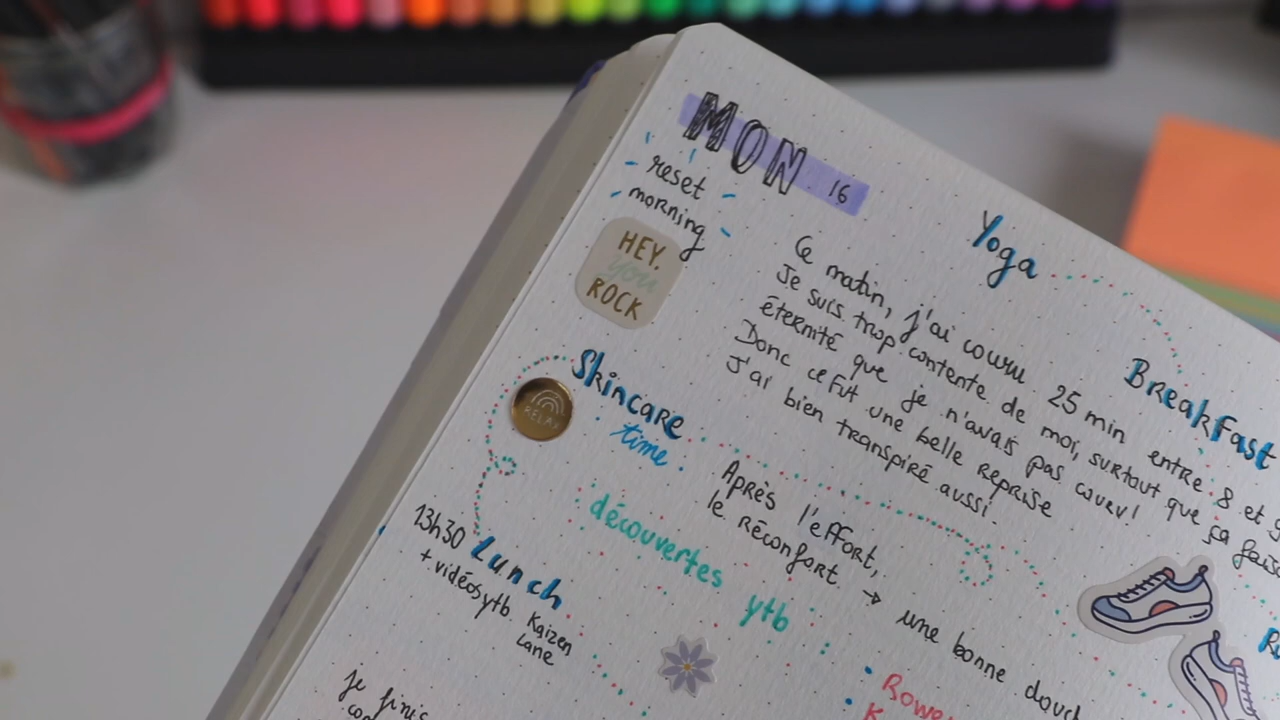 MON 16
reset
morning
HEY,
you
ROCK
Yoga
Breakfast
Ce matin, j'ai couru 25 min entre 8 et
Je suis trop contente de moi, surtout que ça
éternité que je n'avais pas couru!
Donc ce fut une belle reprise
J'ai bien transpiré aussi.
Skincare
time.
RELAX
Après l'effort,
le réconfort → une bonne
découvertes ytb :
13h30 Lunch
+ vidéos ytb Kaizen
Lane
je finis